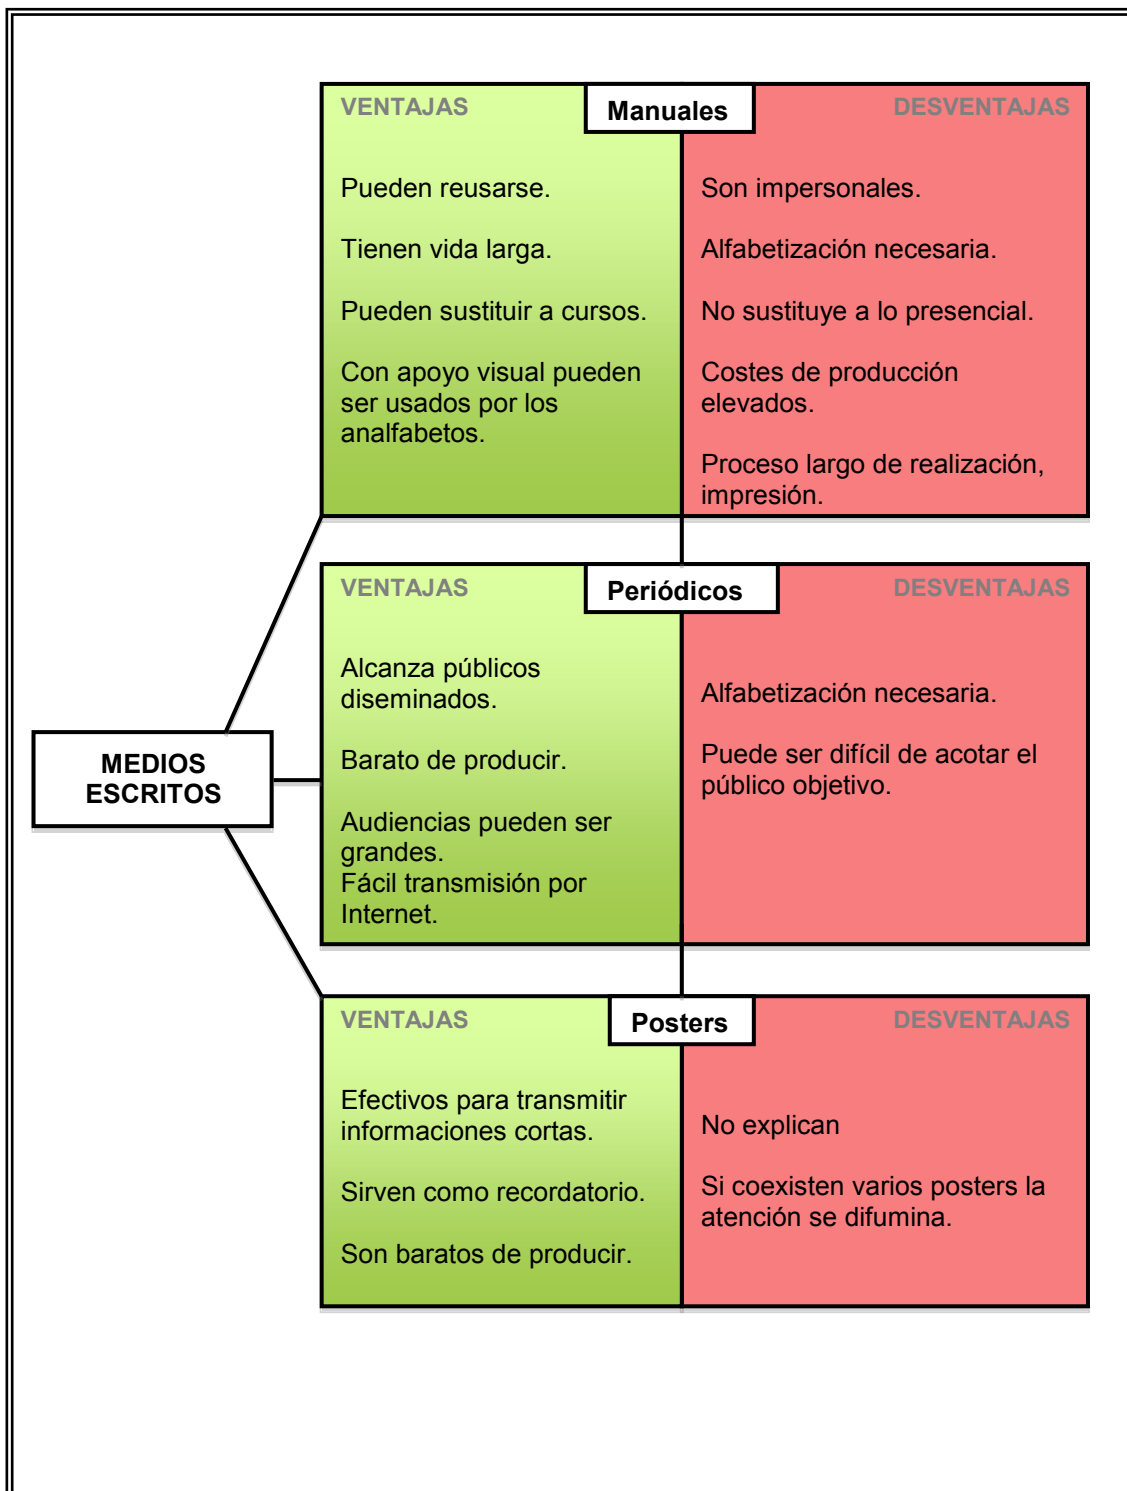 VENTAJAS
Manuales
DESVENTAJAS
Pueden reusarse.
Tienen vida larga.
Pueden sustituir a cursos.
Con apoyo visual pueden
ser usados por los
analfabetos.
Son impersonales.
Alfabetización necesaria.
No sustituye a lo presencial.
Costes de producción
elevados.
Proceso largo de realización,
impresión.
MEDIOS
ESCRITOS
VENTAJAS
Periódicos
DESVENTAJAS
Alcanza públicos
diseminados.
Barato de producir.
Audiencias pueden ser
grandes.
Fácil transmisión por
Internet.
Alfabetización necesaria.
Puede ser difícil de acotar el
público objetivo.
VENTAJAS
Posters
DESVENTAJAS
Efectivos para transmitir
informaciones cortas.
Sirven como recordatorio.
Son baratos de producir.
No explican
Si coexisten varios posters la
atención se difumina.